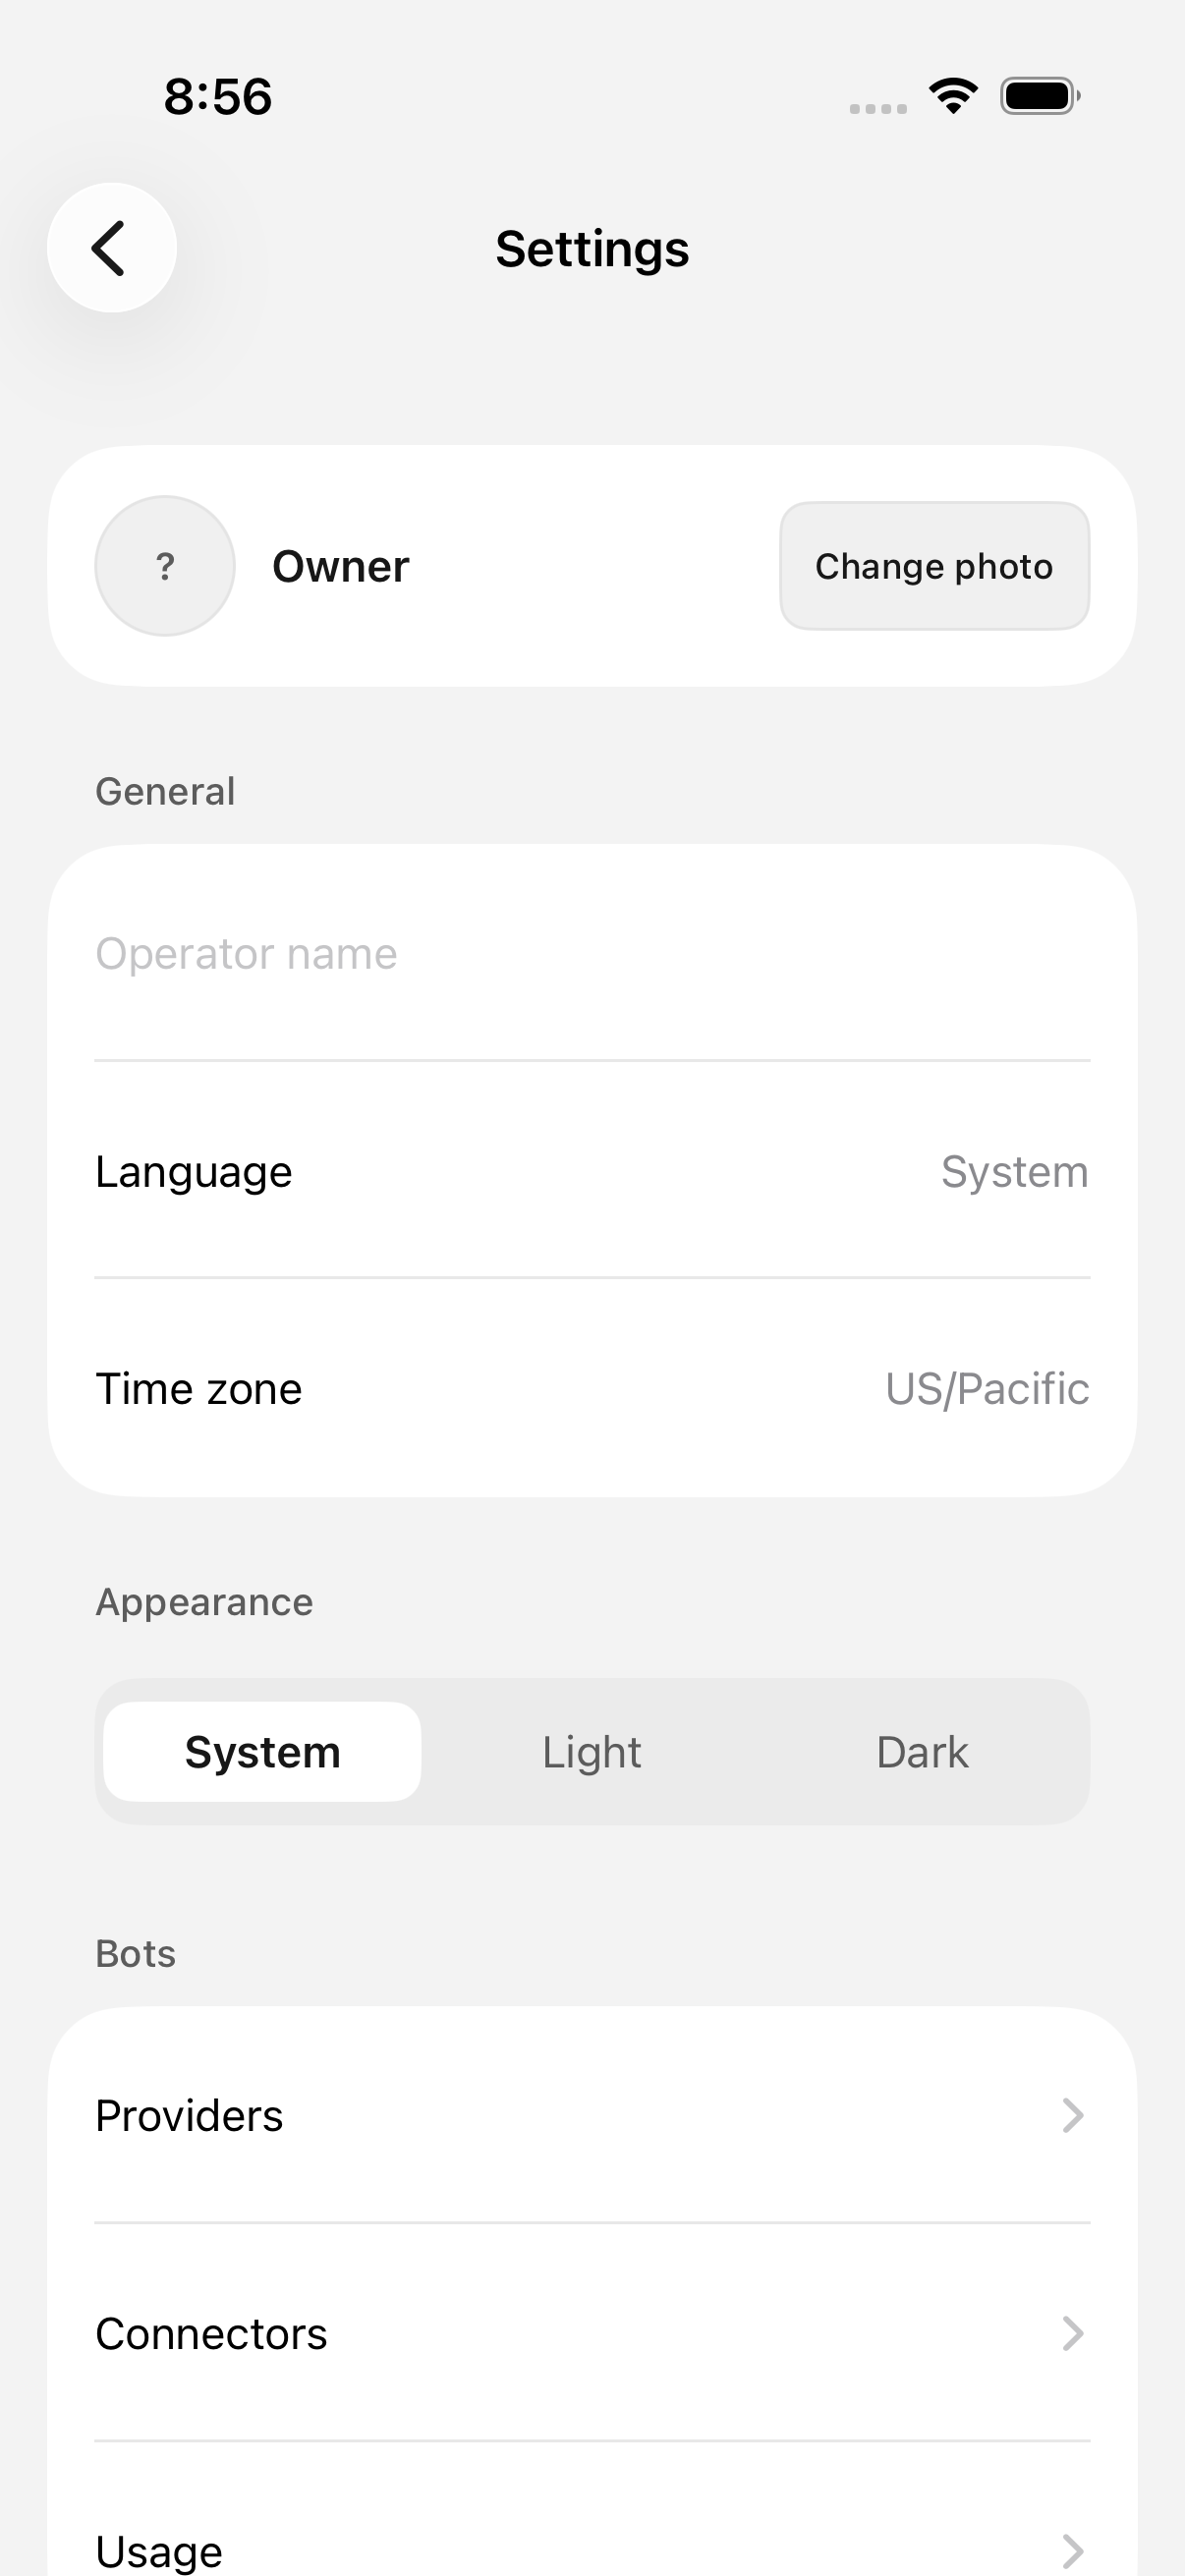 8:56
Settings
?
Owner
Change photo
General
Operator name
Language
System
Time zone
US/Pacific
Appearance
System
Light
Dark
Bots
Providers
Connectors
Usage